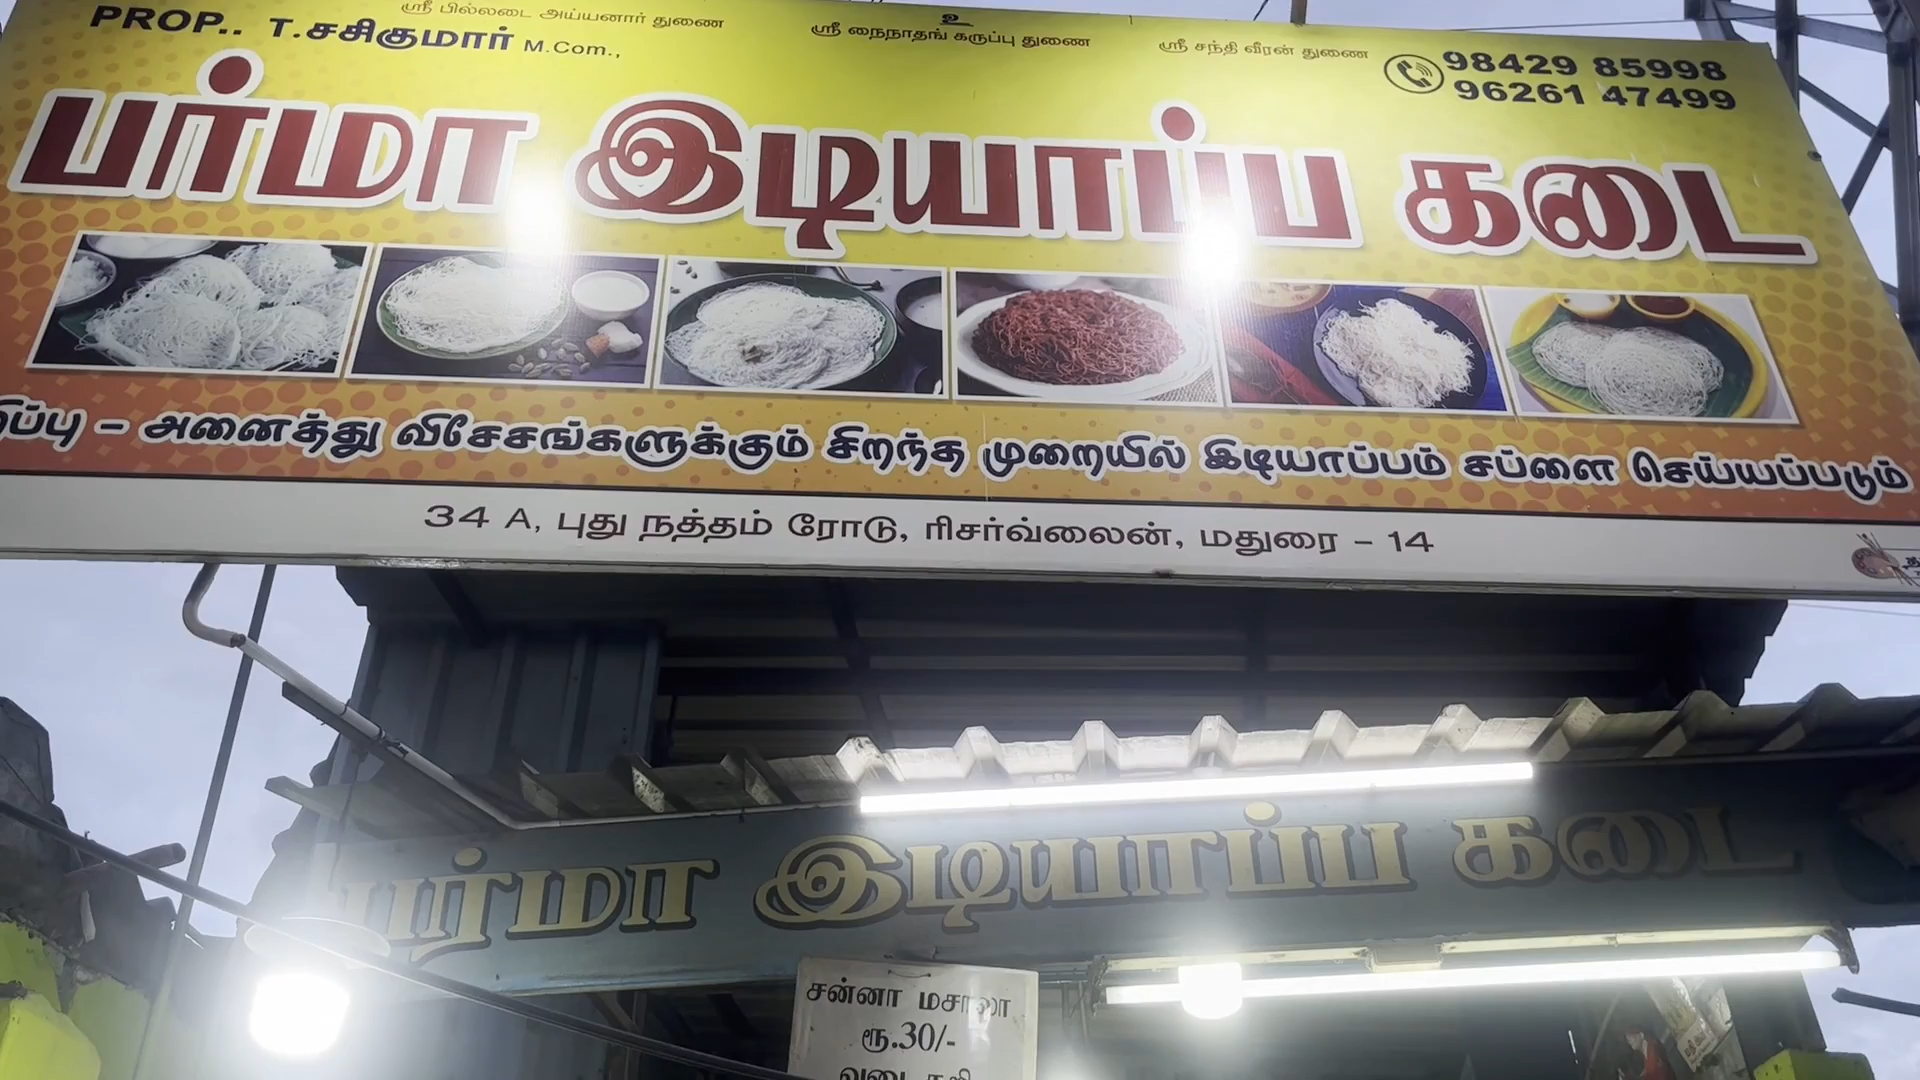 உ
ஸ்ரீ பில்லடை அய்யனார் துணை
ஸ்ரீ நைநாதங் கருப்பு துணை
ஸ்ரீ சந்தி வீரன் துணை
PROP.. T.சசிகுமார் M.Com.,
98429 85998
96261 47499
பர்மா இடியாப்ப கடை
அனைத்து விசேசங்களுக்கும் சிறந்த முறையில் இடியாப்பம் சப்ளை செய்யப்படும்
34 A, புது நத்தம் ரோடு, ரிசர்வ்லைன், மதுரை - 14
பர்மா இடியாப்ப கடை
சன்னா மசாலா
ரூ.30/-